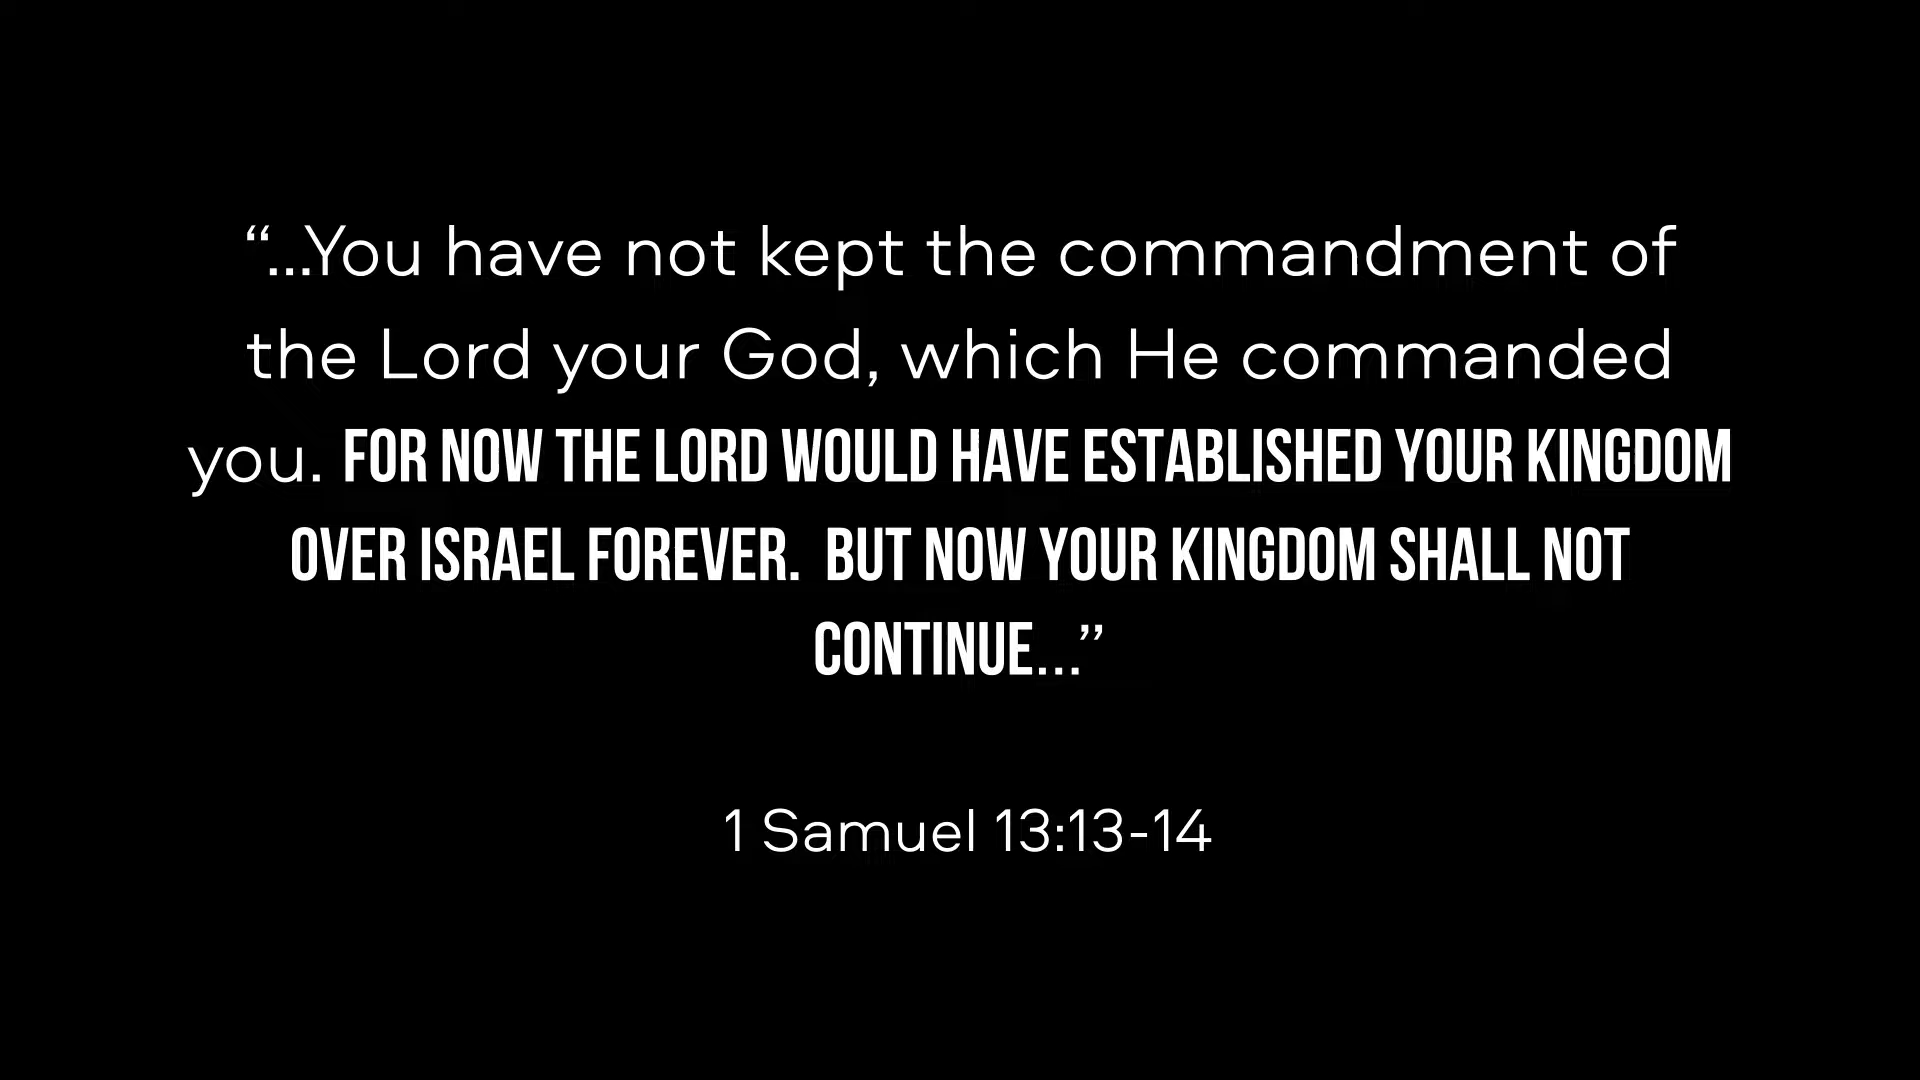 “...You have not kept the commandment of
the Lord your God, which He commanded
you. FOR NOW THE LORD WOULD HAVE ESTABLISHED YOUR KINGDOM
OVER ISRAEL FOREVER.  BUT NOW YOUR KINGDOM SHALL NOT
CONTINUE...”
1 Samuel 13:13-14